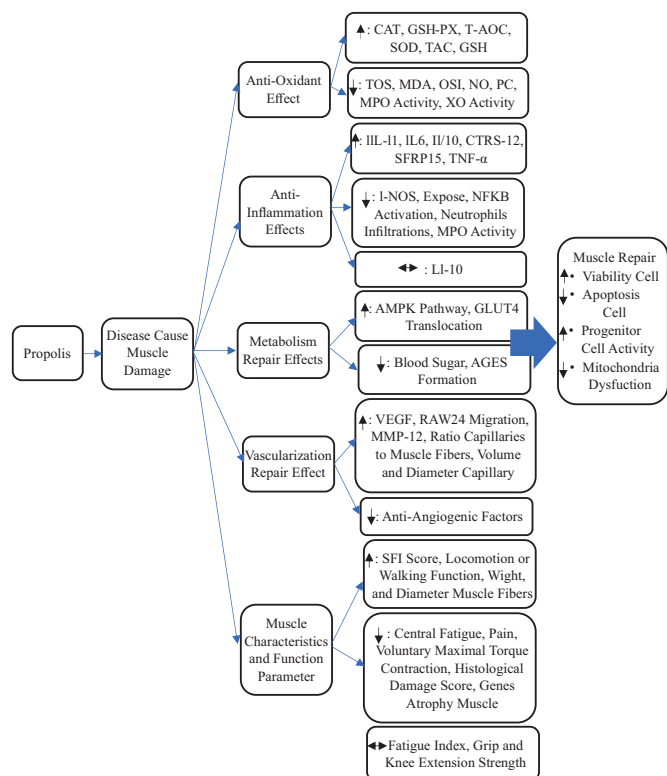 Propolis
Disease Cause
Muscle
Damage
Anti-Oxidant
Effect
↑: CAT, GSH-PX, T-AOC,
SOD, TAC, GSH
↓: TOS, MDA, OSI, NO, PC,
MPO Activity, XO Activity
Anti-
Inflammation
Effects
↑: lIL-l1, lL6, Il/10, CTRS-12,
SFRP15, TNF-α
↓: l-NOS, Expose, NFKB
Activation, Neutrophils
Infiltrations, MPO Activity
↔ : Ll-10
Metabolism
Repair Effects
↑: AMPK Pathway, GLUT4
Translocation
↓: Blood Sugar, AGES
Formation
Vascularization
Repair Effect
↑: VEGF, RAW24 Migration,
MMP-12, Ratio Capillaries
to Muscle Fibers, Volume
and Diameter Capillary
↓: Anti-Angiogenic Factors
Muscle
Characteristics
and Function
Parameter
↑: SFI Score, Locomotion or
Walking Function, Wight,
and Diameter Muscle Fibers
↓: Central Fatigue, Pain,
Voluntary Maximal Torque
Contraction, Histological
Damage Score, Genes
Atrophy Muscle
↔ Fatigue Index, Grip and
Knee Extension Strength
Muscle Repair
↑• Viability Cell
↓• Apoptosis
Cell
↑• Progenitor
Cell Activity
↓• Mitochondria
Dysfuction